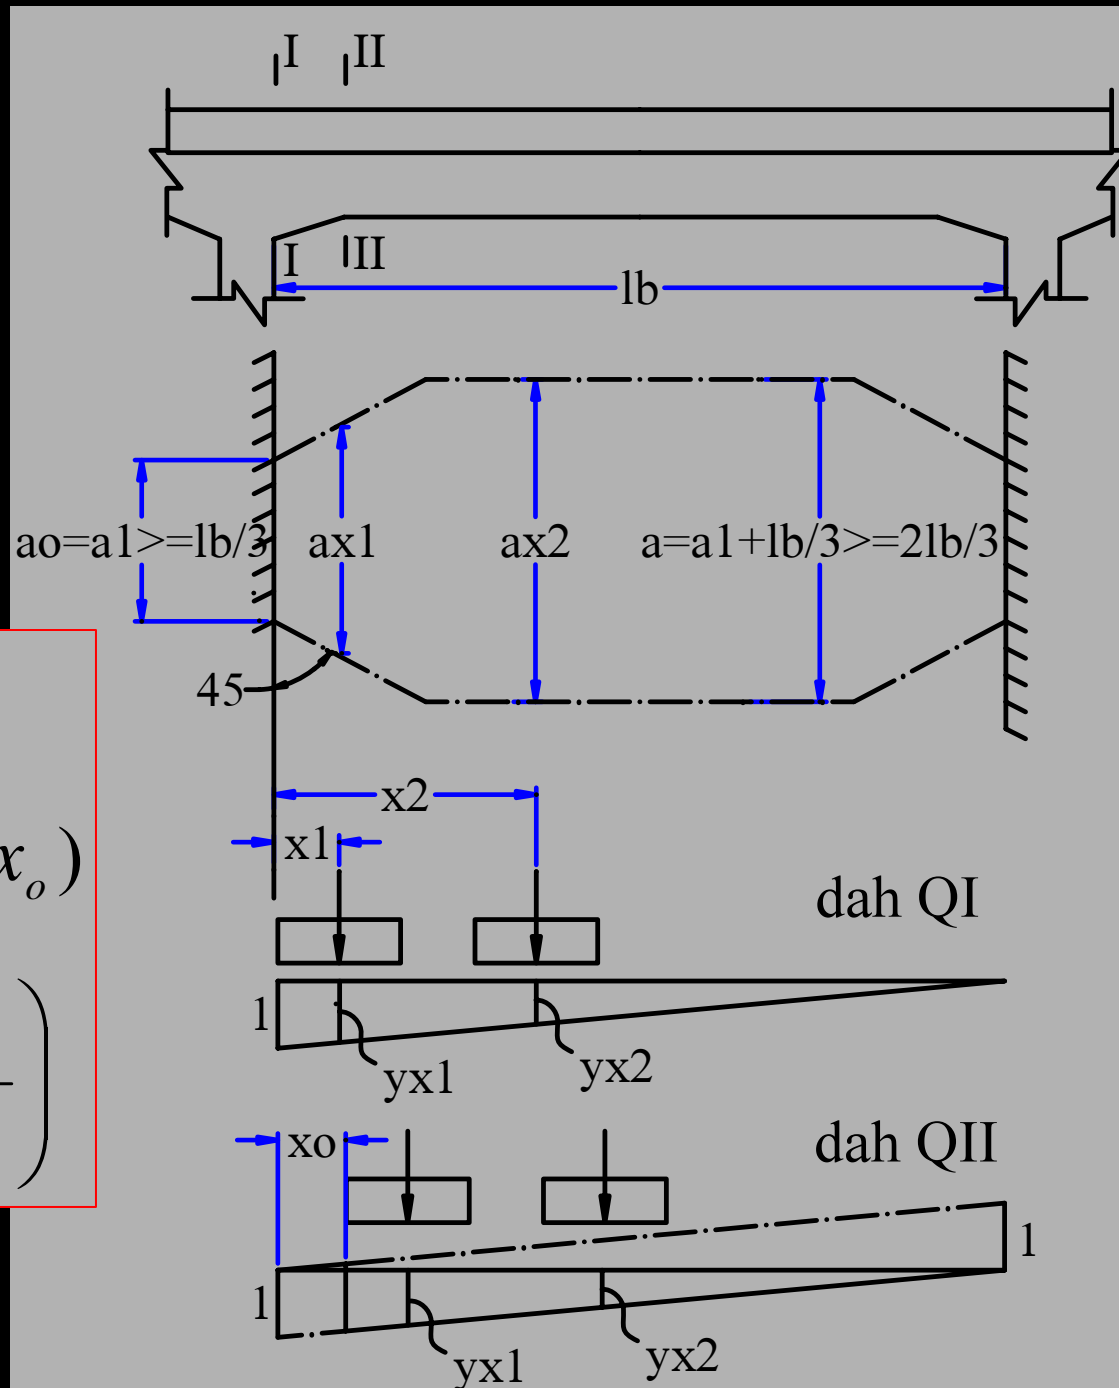 I II
I II
lb
ao=a1>=lb/3 ax1 ax2 a=a1+lb/3>=2lb/3
45
x2
x1
x_o)
dah QI
1
yx1 yx2
xo
dah QII
1
1
yx1 yx2